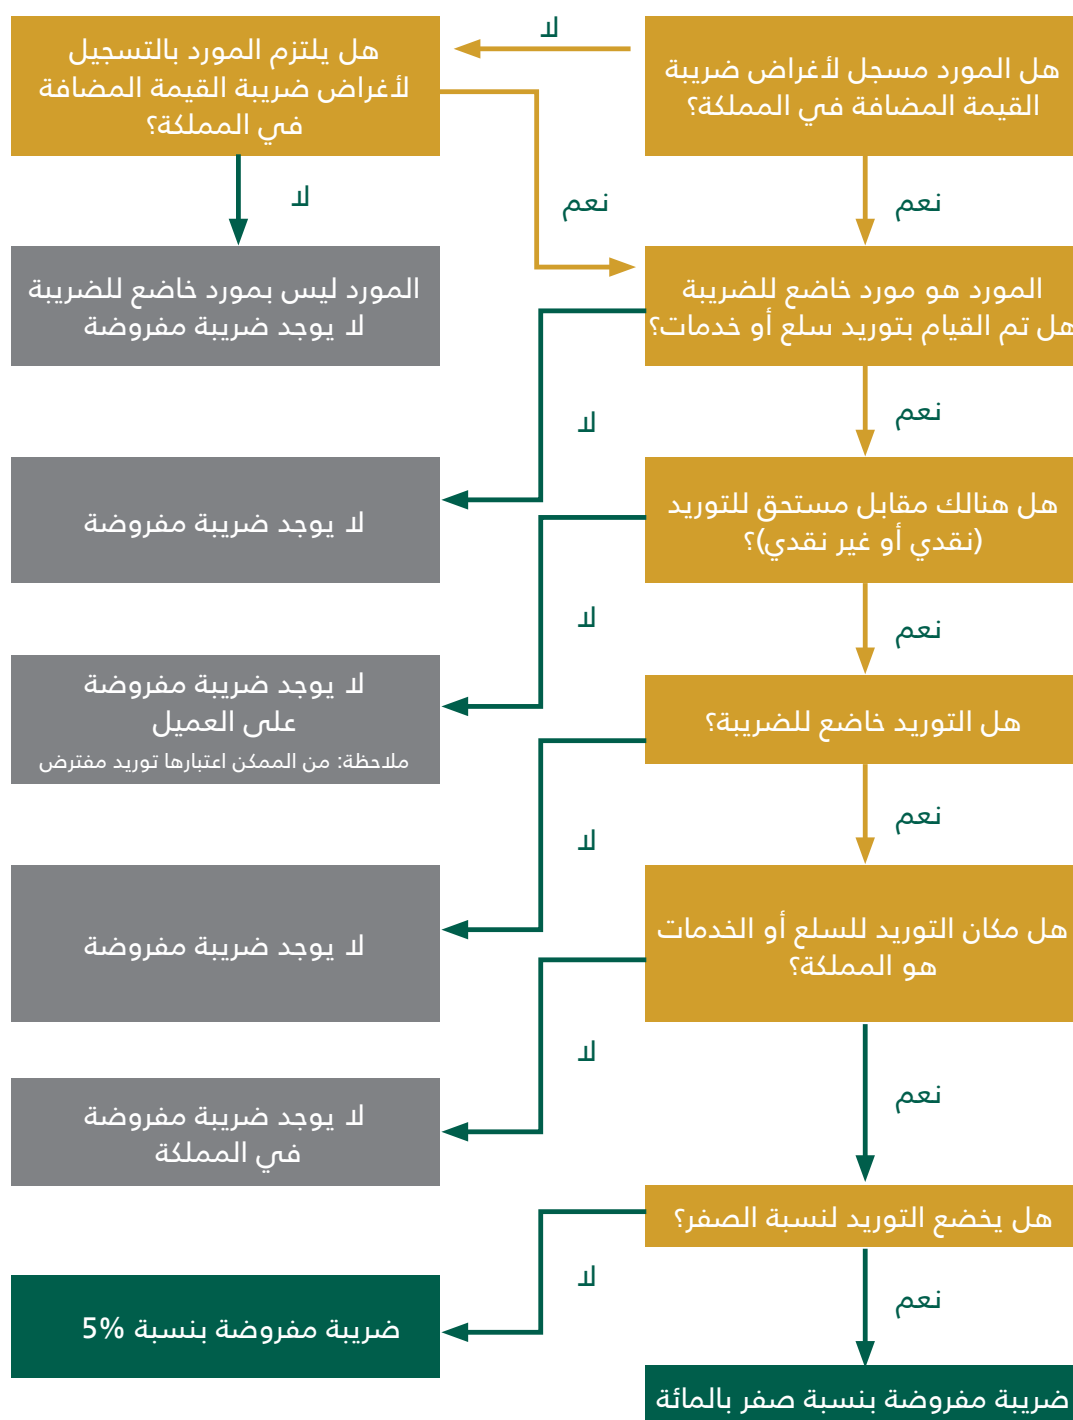 هل المورد مسجل لأغراض ضريبة
القيمة المضافة في المملكة؟
لا
هل يلتزم المورد بالتسجيل
لأغراض ضريبة القيمة المضافة
في المملكة؟
نعم
نعم
لا
المورد هو مورد خاضع للضريبة
هل تم القيام بتوريد سلع أو خدمات؟
المورد ليس بمورد خاضع للضريبة
لا يوجد ضريبة مفروضة
نعم
لا
هل هنالك مقابل مستحق للتوريد
(نقدي أو غير نقدي)؟
لا يوجد ضريبة مفروضة
نعم
لا
هل التوريد خاضع للضريبة؟
لا يوجد ضريبة مفروضة
على العميل
ملاحظة: من الممكن اعتبارها توريد مفترض
نعم
لا
هل مكان التوريد للسلع أو الخدمات
هو المملكة؟
لا يوجد ضريبة مفروضة
نعم
لا
لا يوجد ضريبة مفروضة
في المملكة
هل يخضع التوريد لنسبة الصفر؟
نعم
لا
ضريبة مفروضة بنسبة 5%
ضريبة مفروضة بنسبة صفر بالمائة